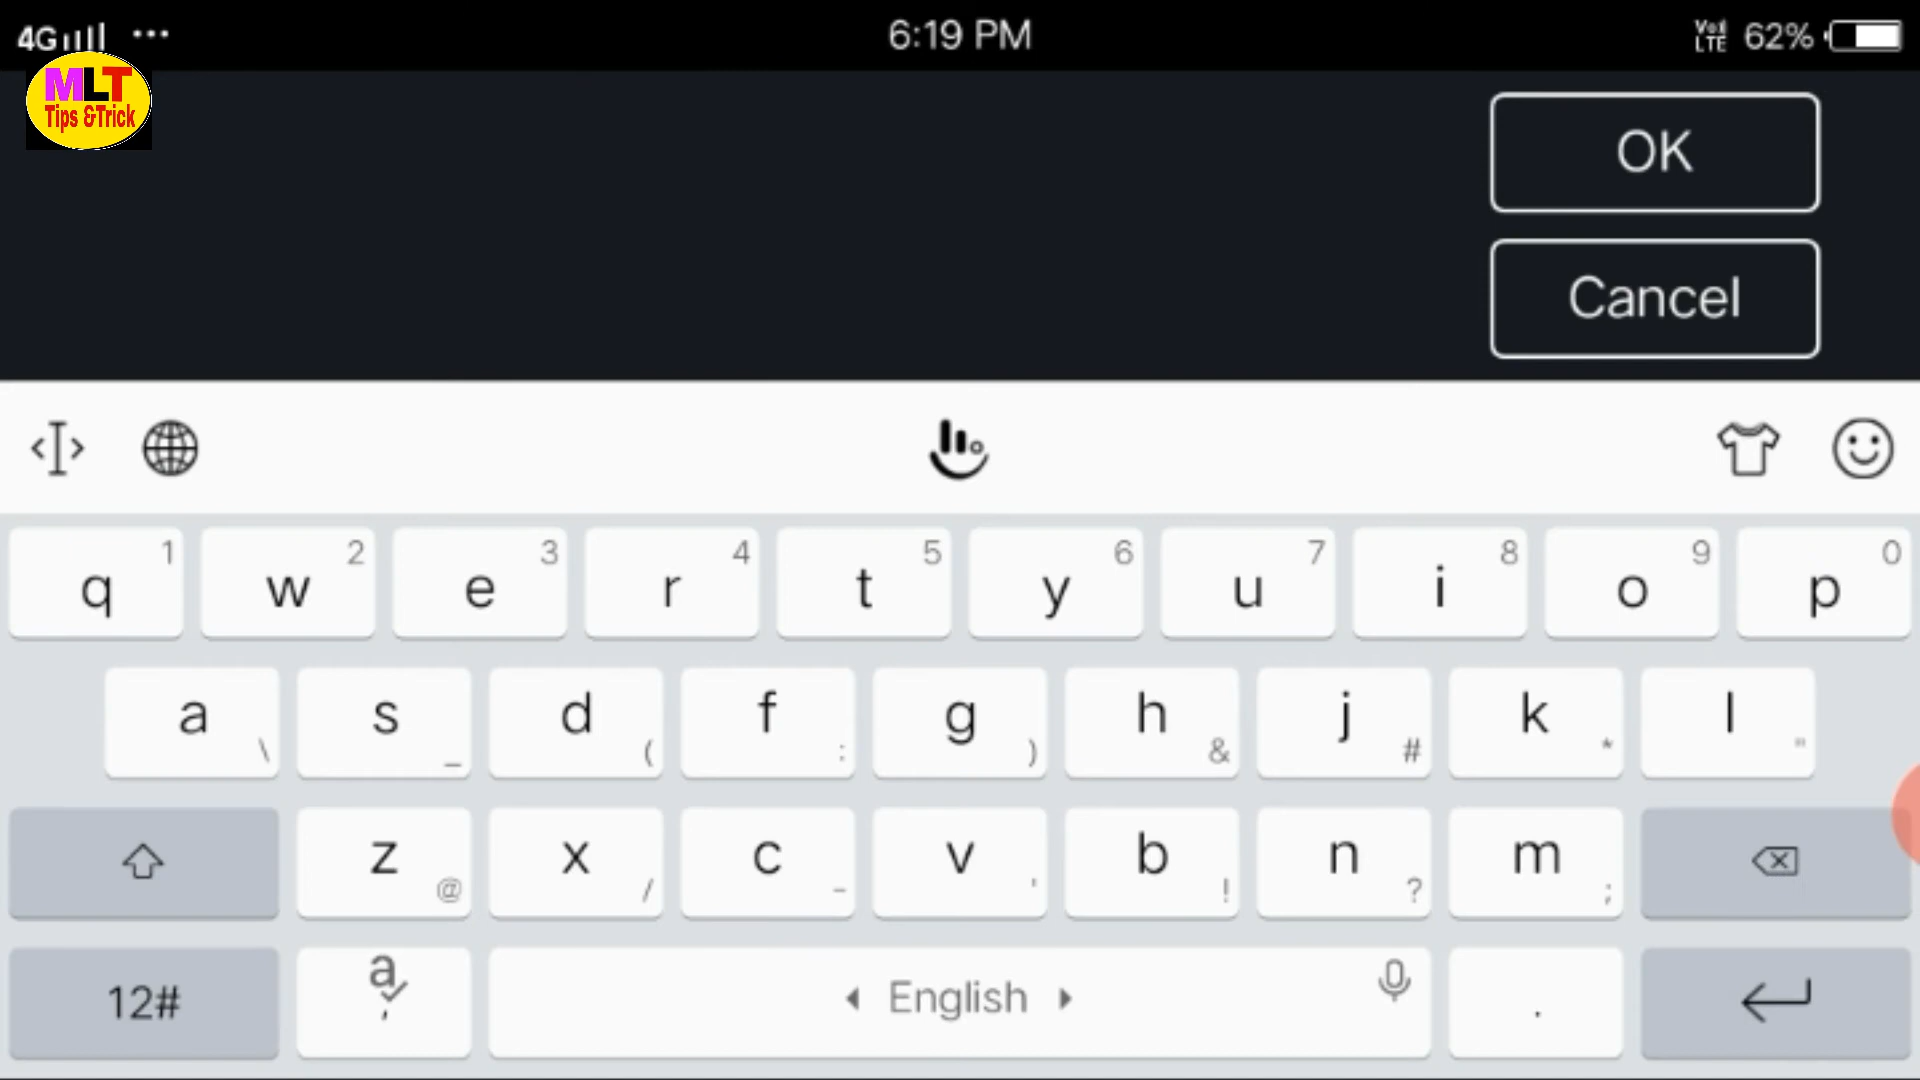 4G ... 6:19 PM VoI LTE 62%
MLT
Tips &Trick
OK
Cancel
1 2 3 4 5 6 7 8 9 0
q w e r t y u i o p
a s d f g h j k l
\ _ ( : ) & # * "
z x c v b n m
@ / - ' ! ? ;
12# a , English .